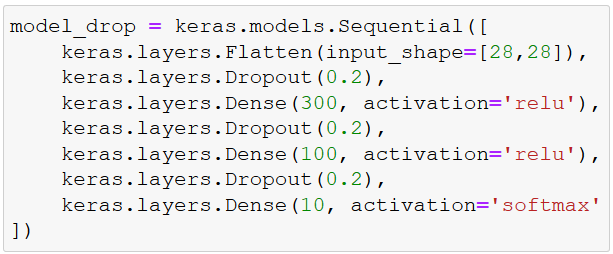 model_drop = keras.models.Sequential([
    keras.layers.Flatten(input_shape=[28,28]),
    keras.layers.Dropout(0.2),
    keras.layers.Dense(300, activation='relu'),
    keras.layers.Dropout(0.2),
    keras.layers.Dense(100, activation='relu'),
    keras.layers.Dropout(0.2),
    keras.layers.Dense(10, activation='softmax'
])